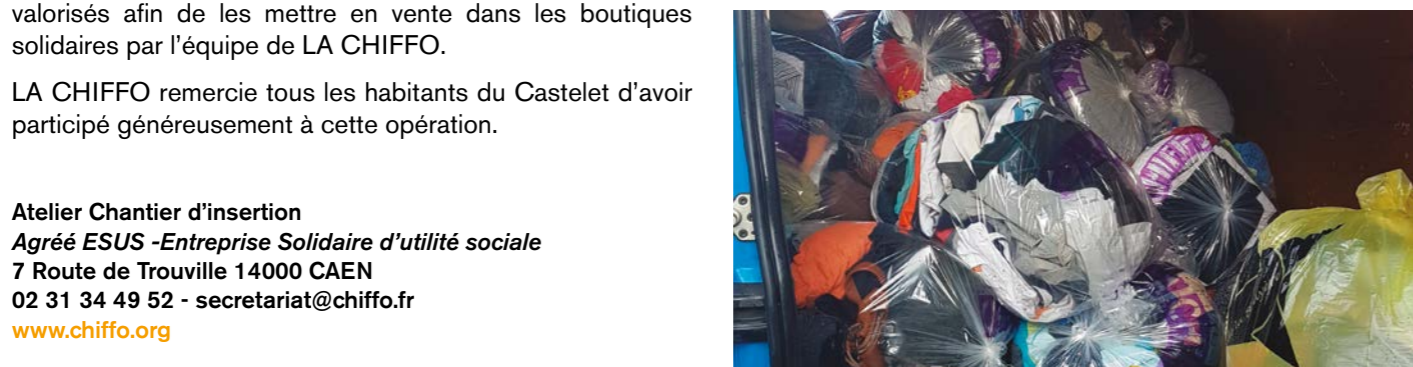 valorisés afin de les mettre en vente dans les boutiques
solidaires par l’équipe de LA CHIFFO.
LA CHIFFO remercie tous les habitants du Castelet d’avoir
participé généreusement à cette opération.
Atelier Chantier d’insertion
Agréé ESUS -Entreprise Solidaire d’utilité sociale
7 Route de Trouville 14000 CAEN
02 31 34 49 52 - secretariat@chiffo.fr
www.chiffo.org